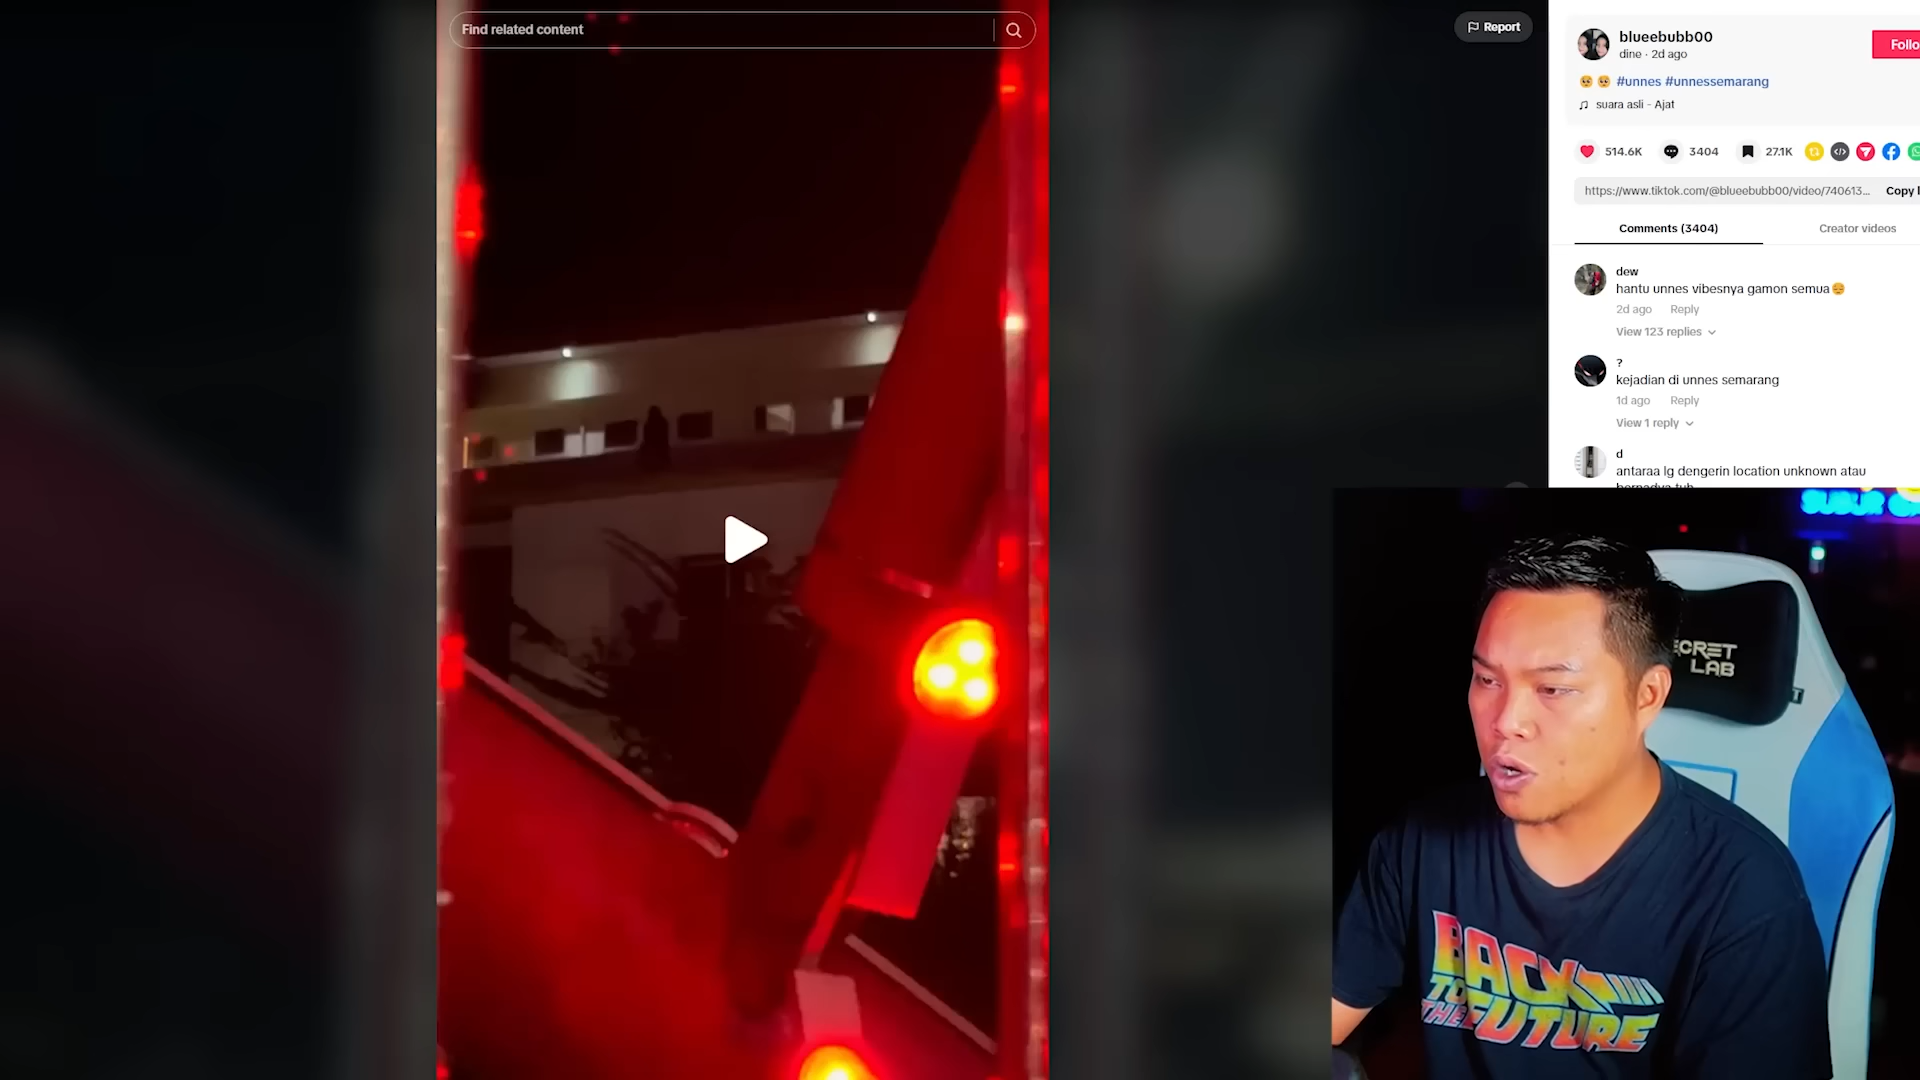 Find related content
Report
blueebubb00
dine · 2d ago
Follo
#unnes #unnessemarang
suara asli - Ajat
514.6K
3404
27.1K
https://www.tiktok.com/@blueebubb00/video/740613...
Copy l
Comments (3404)
Creator videos
dew
hantu unnes vibesnya gamon semua
2d ago
Reply
View 123 replies
?
kejadian di unnes semarang
1d ago
Reply
View 1 reply
d
antaraa lg dengerin location unknown atau
ECRET
LAB
BACK
TO
THE
FUTURE